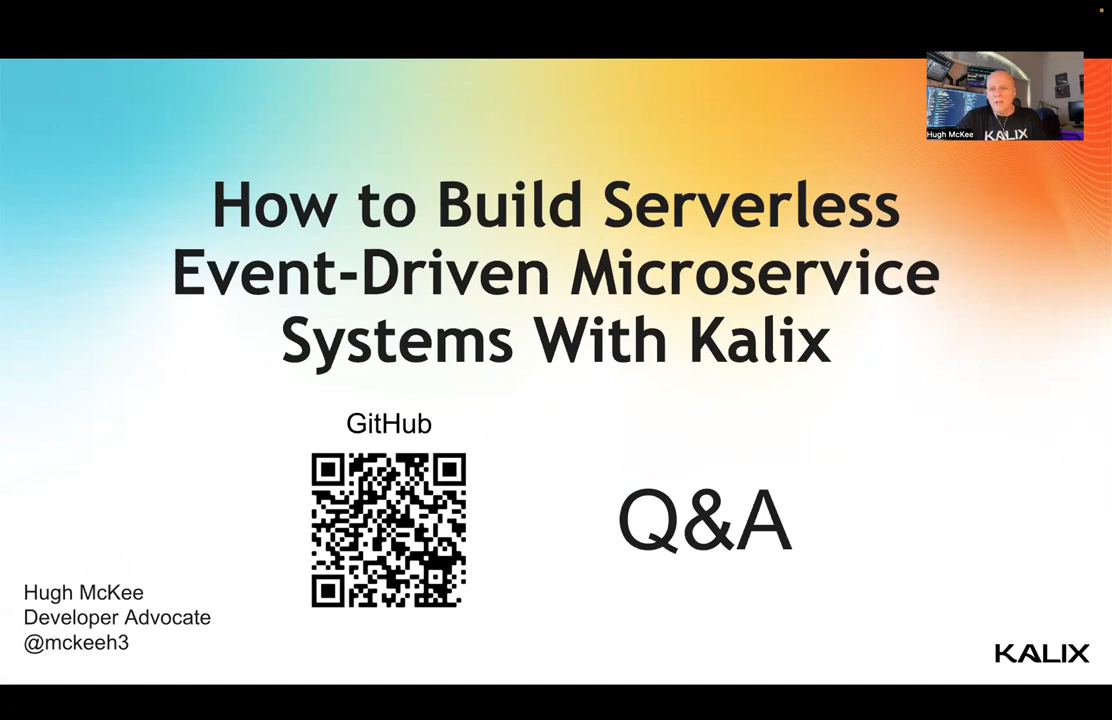 Hugh McKee
KALIX
How to Build Serverless
Event-Driven Microservice
Systems With Kalix
GitHub
Q&A
Hugh McKee
Developer Advocate
@mckeeh3
KALIX